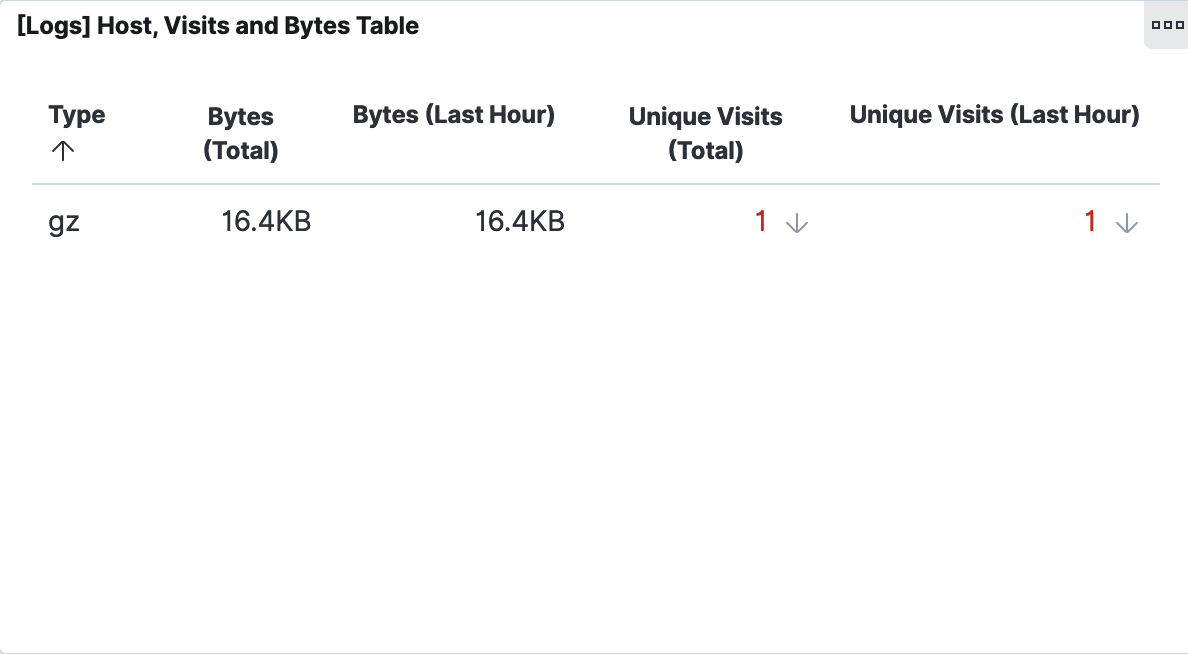 [Logs] Host, Visits and Bytes Table
Type
Bytes
(Total)
Bytes (Last Hour)
Unique Visits
(Total)
Unique Visits (Last Hour)
gz 16.4KB 16.4KB 1 1